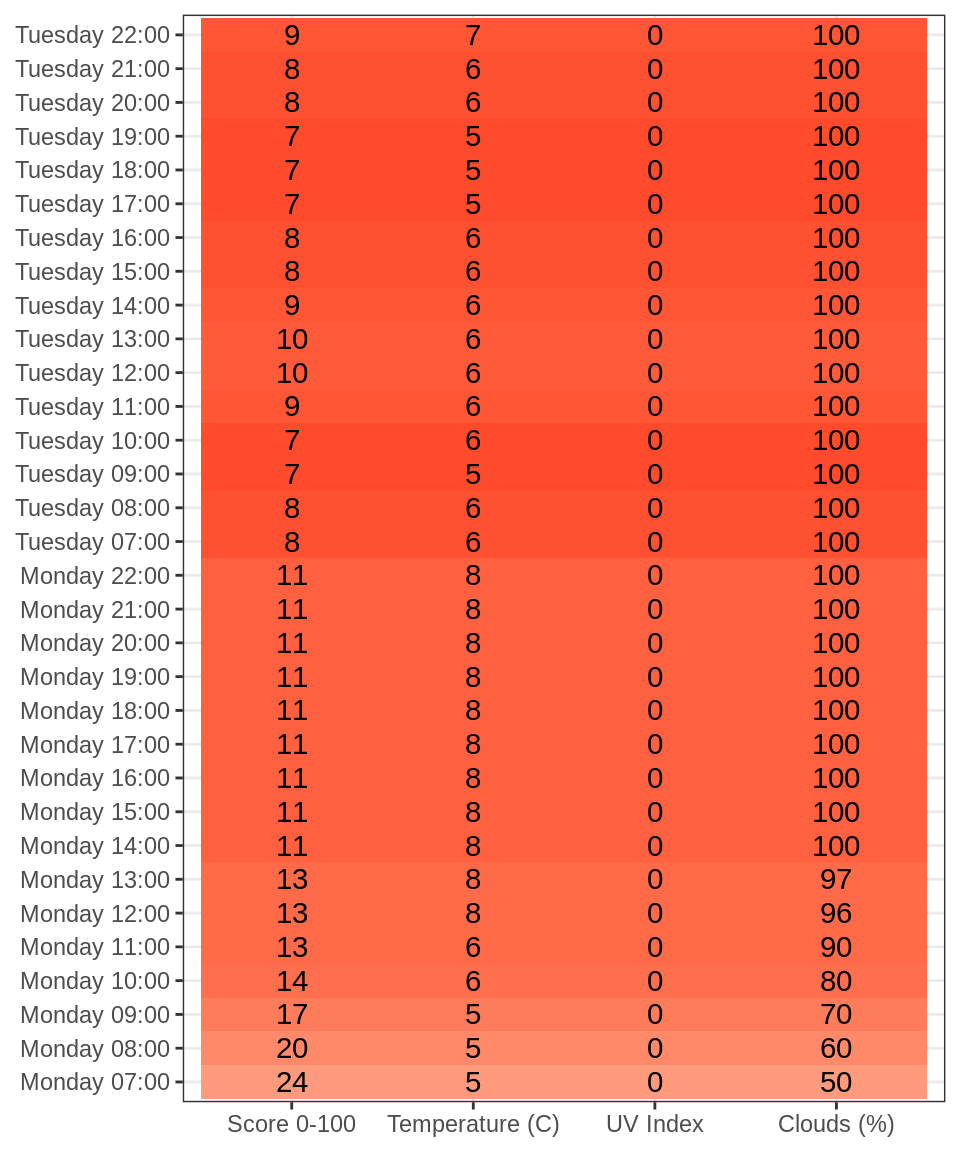 Tuesday 22:00 9 7 0 100
Tuesday 21:00 8 6 0 100
Tuesday 20:00 8 6 0 100
Tuesday 19:00 7 5 0 100
Tuesday 18:00 7 5 0 100
Tuesday 17:00 7 5 0 100
Tuesday 16:00 8 6 0 100
Tuesday 15:00 8 6 0 100
Tuesday 14:00 9 6 0 100
Tuesday 13:00 10 6 0 100
Tuesday 12:00 10 6 0 100
Tuesday 11:00 9 6 0 100
Tuesday 10:00 7 6 0 100
Tuesday 09:00 7 5 0 100
Tuesday 08:00 8 6 0 100
Tuesday 07:00 8 6 0 100
Monday 22:00 11 8 0 100
Monday 21:00 11 8 0 100
Monday 20:00 11 8 0 100
Monday 19:00 11 8 0 100
Monday 18:00 11 8 0 100
Monday 17:00 11 8 0 100
Monday 16:00 11 8 0 100
Monday 15:00 11 8 0 100
Monday 14:00 11 8 0 100
Monday 13:00 13 8 0 97
Monday 12:00 13 8 0 96
Monday 11:00 13 6 0 90
Monday 10:00 14 6 0 80
Monday 09:00 17 5 0 70
Monday 08:00 20 5 0 60
Monday 07:00 24 5 0 50
Score 0-100 Temperature (C) UV Index Clouds (%)